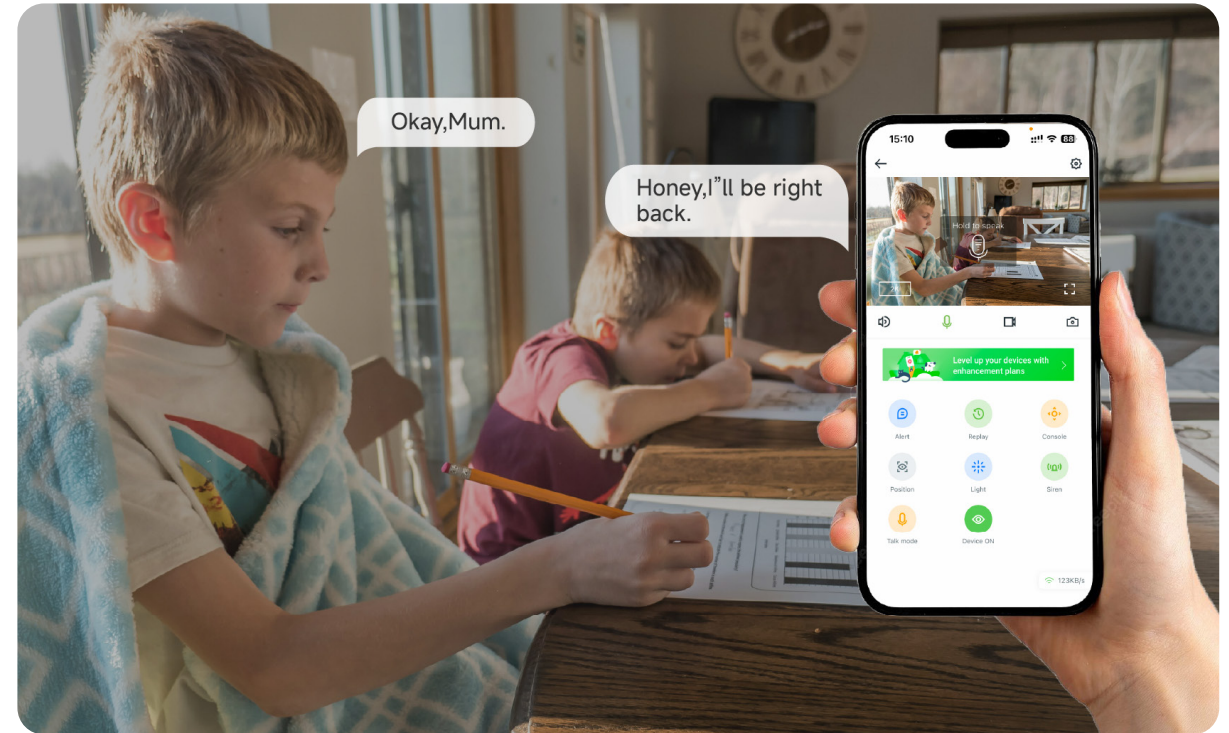 Okay,Mum.
Honey,I"ll be right
back.
15:10
88
Hold to speak
Level up your devices with
enhancement plans
Alert
Replay
Console
Position
Light
Siren
Talk mode
Device ON
123KB/s